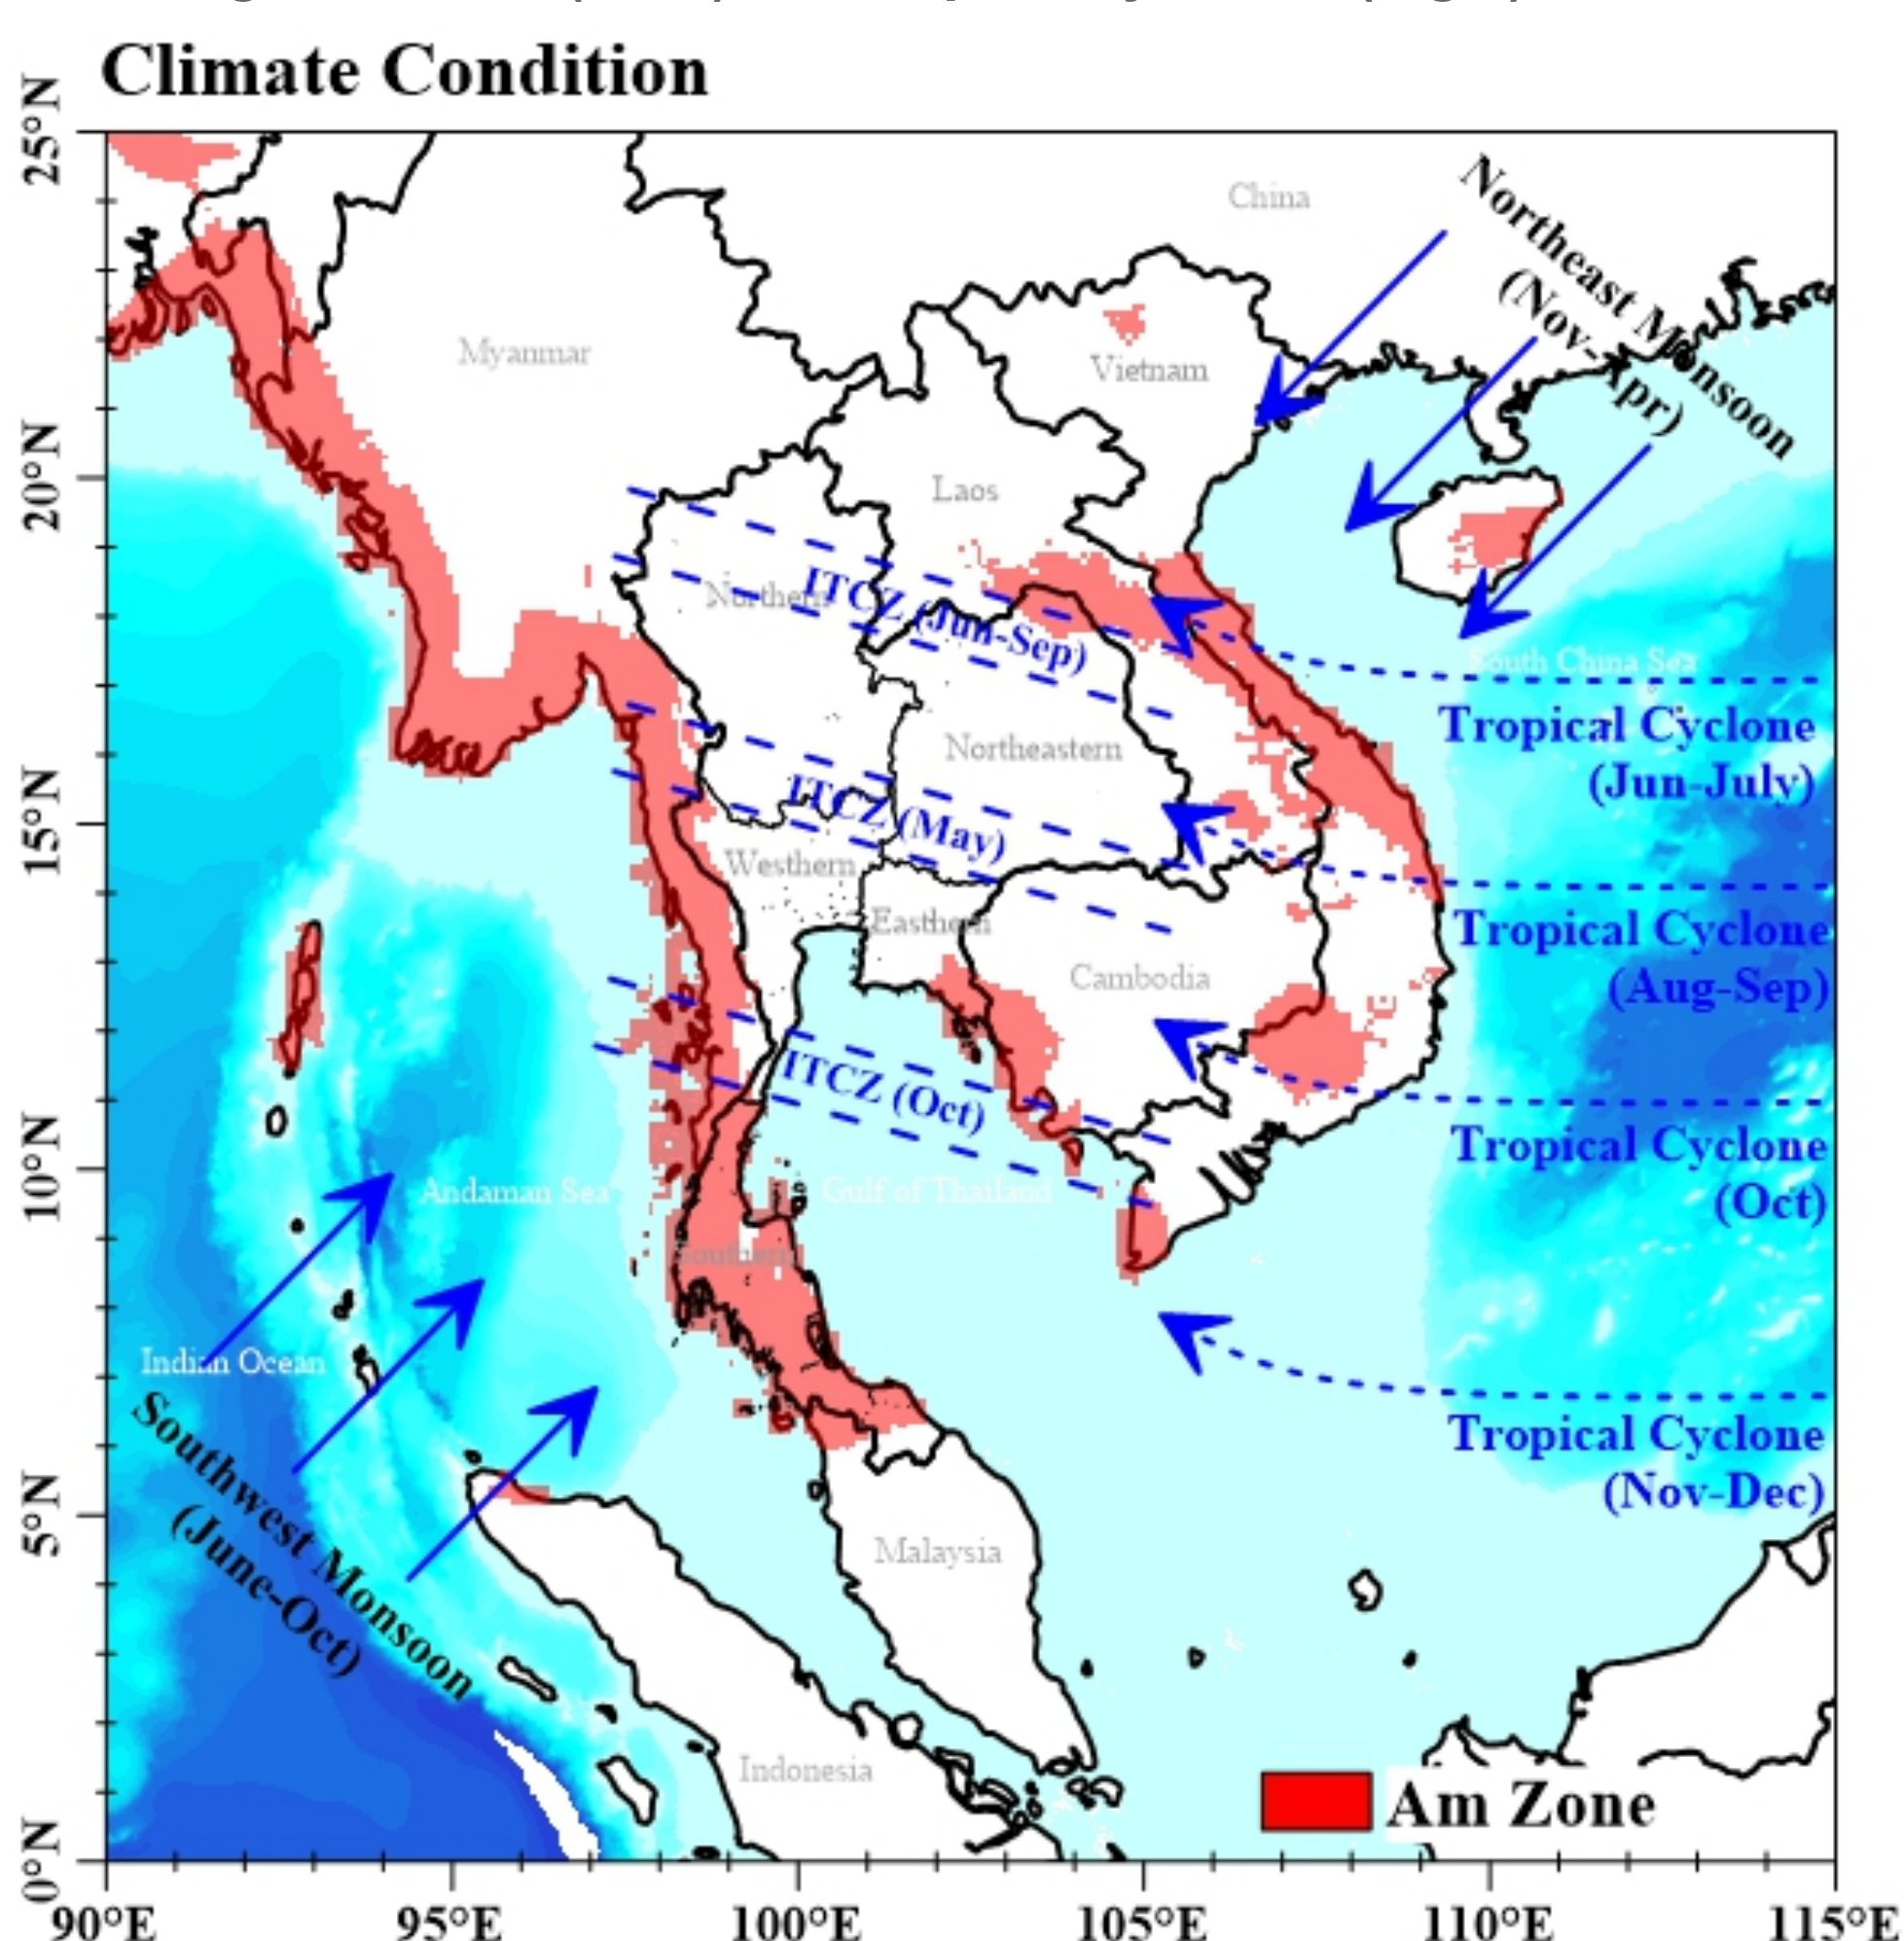 Climate Condition
25°N
20°N
15°N
10°N
5°N
0°N
90°E
95°E
100°E
105°E
110°E
115°E
China
Northeast Monsoon
(Nov-Apr)
Myanmar
Vietnam
Laos
Northern
ITCZ (Jun-Sep)
South China Sea
Tropical Cyclone
(Jun-July)
Northeastern
ITCZ (May)
Westhern
Easthern
Tropical Cyclone
(Aug-Sep)
Cambodia
ITCZ (Oct)
Tropical Cyclone
(Oct)
Andaman Sea
Gulf of Thailand
Southern
Indian Ocean
Southwest Monsoon
(June-Oct)
Tropical Cyclone
(Nov-Dec)
Malaysia
Indonesia
Am Zone